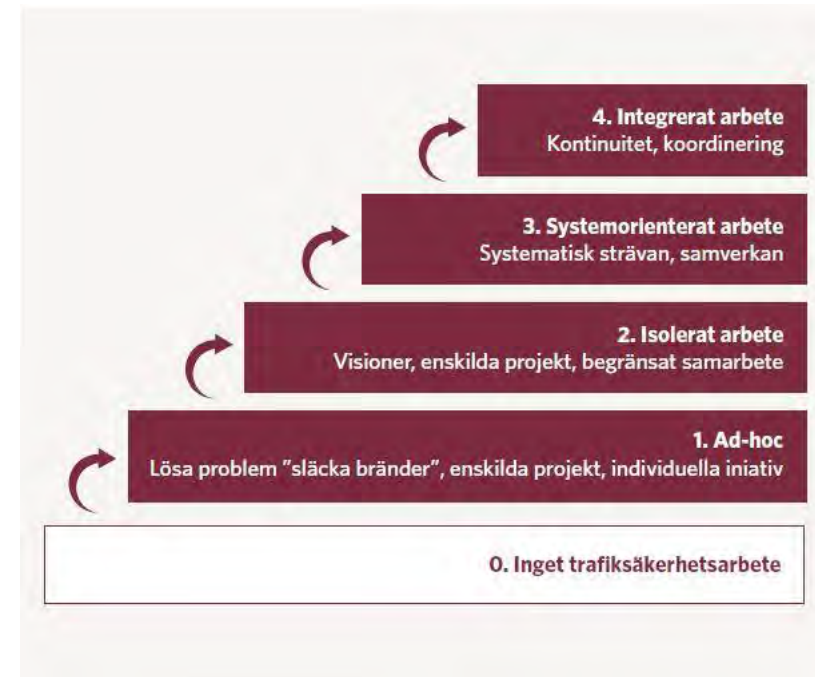 4. Integrerat arbete
Kontinuitet, koordinering
3. Systemorienterat arbete
Systematisk strävan, samverkan
2. Isolerat arbete
Visioner, enskilda projekt, begränsat samarbete
1. Ad-hoc
Lösa problem ”släcka bränder”, enskilda projekt, individuella iniativ
0. Inget trafiksäkerhetsarbete